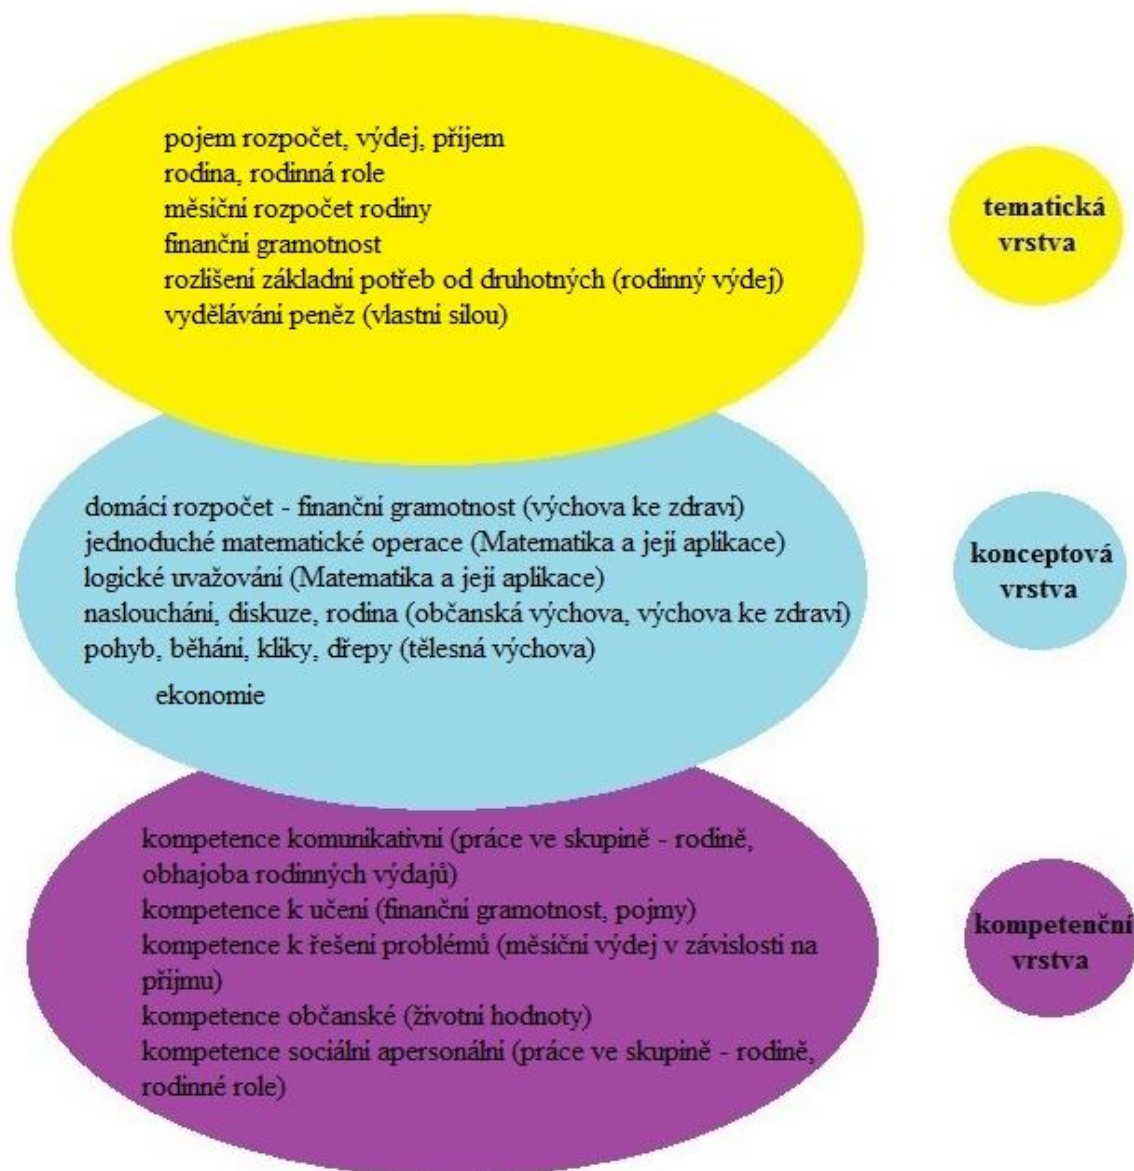 pojem rozpočet, výdej, příjem
rodina, rodinná role
měsíční rozpočet rodiny
finanční gramotnost
rozlišení základní potřeb od druhotných (rodinný výdej)
vydělávání peněz (vlastní silou)
tematická
vrstva
domácí rozpočet - finanční gramotnost (výchova ke zdraví)
jednoduché matematické operace (Matematika a její aplikace)
logické uvažování (Matematika a její aplikace)
naslouchání, diskuze, rodina (občanská výchova, výchova ke zdraví)
pohyb, běhání, kliky, dřepy (tělesná výchova)
ekonomie
konceptová
vrstva
kompetence komunikativní (práce ve skupině - rodině,
obhajoba rodinných výdajů)
kompetence k učení (finanční gramotnost, pojmy)
kompetence k řešení problémů (měsíční výdej v závislosti na
příjmu)
kompetence občanské (životní hodnoty)
kompetence sociální apersonální (práce ve skupině - rodině,
rodinné role)
kompetenční
vrstva